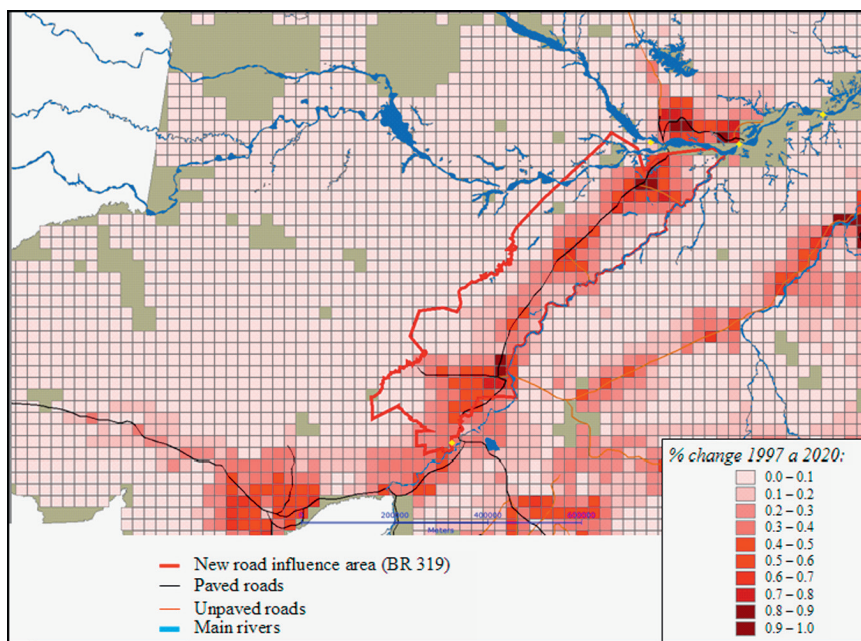 0
200000
400000
600000
Meters
% change 1997 a 2020:
0.0 – 0.1
0.1 – 0.2
0.2 – 0.3
0.3 – 0.4
0.4 – 0.5
0.5 – 0.6
0.6 – 0.7
0.7 – 0.8
0.8 – 0.9
0.9 – 1.0
New road influence area (BR 319)
Paved roads
Unpaved roads
Main rivers